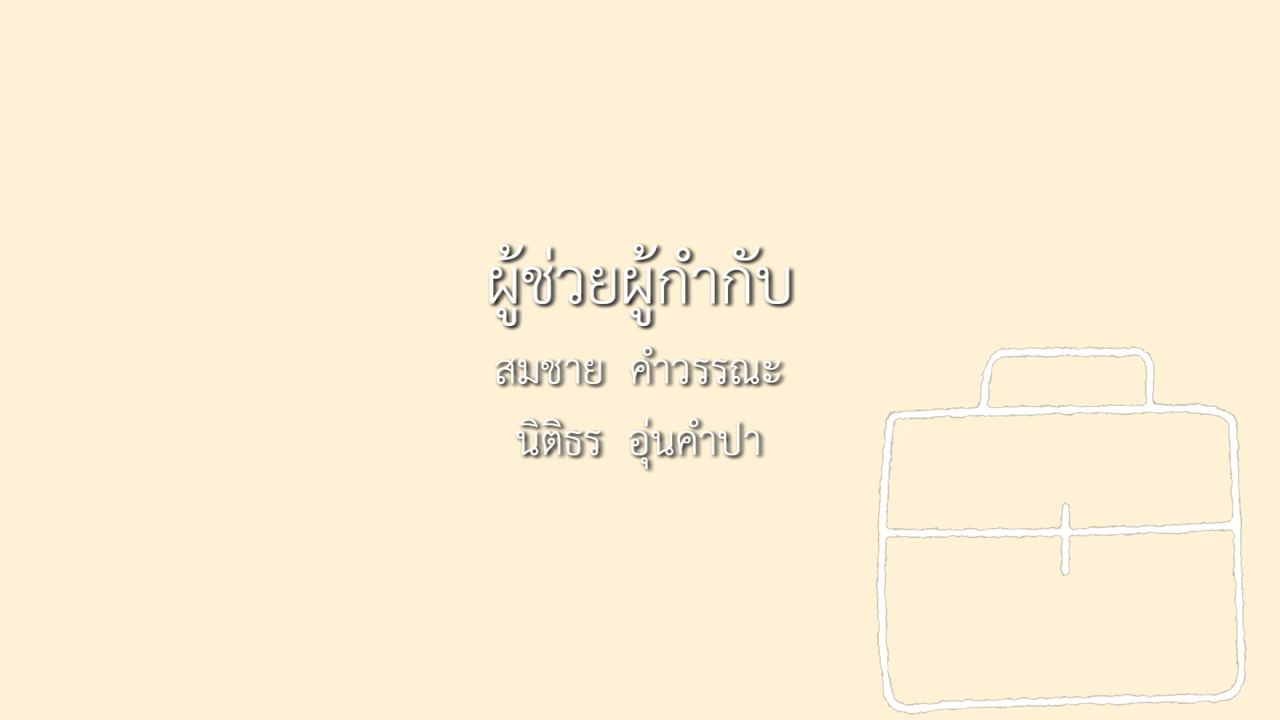 ผู้ช่วยผู้กำกับ
สมชาย คำวรรณะ
นิติธร อุ่นคำปา